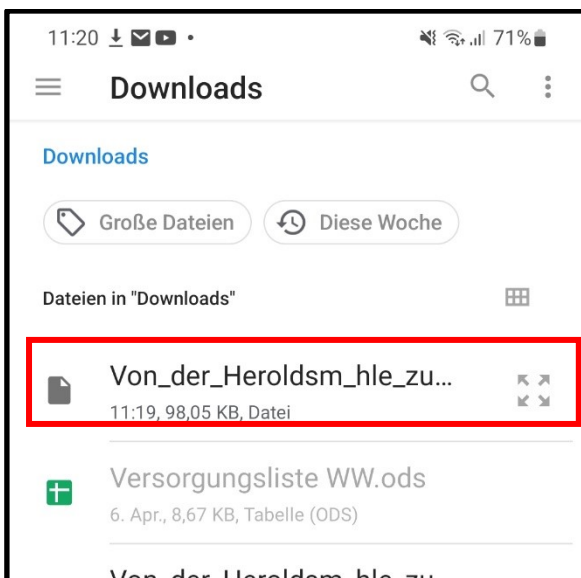 11:20 71%
Downloads
Downloads
Große Dateien Diese Woche
Dateien in "Downloads"
Von_der_Heroldsm_hle_zu...
11:19, 98,05 KB, Datei
Versorgungsliste WW.ods
6. Apr., 8,67 KB, Tabelle (ODS)
Von_der_Heroldsm_hle_zu